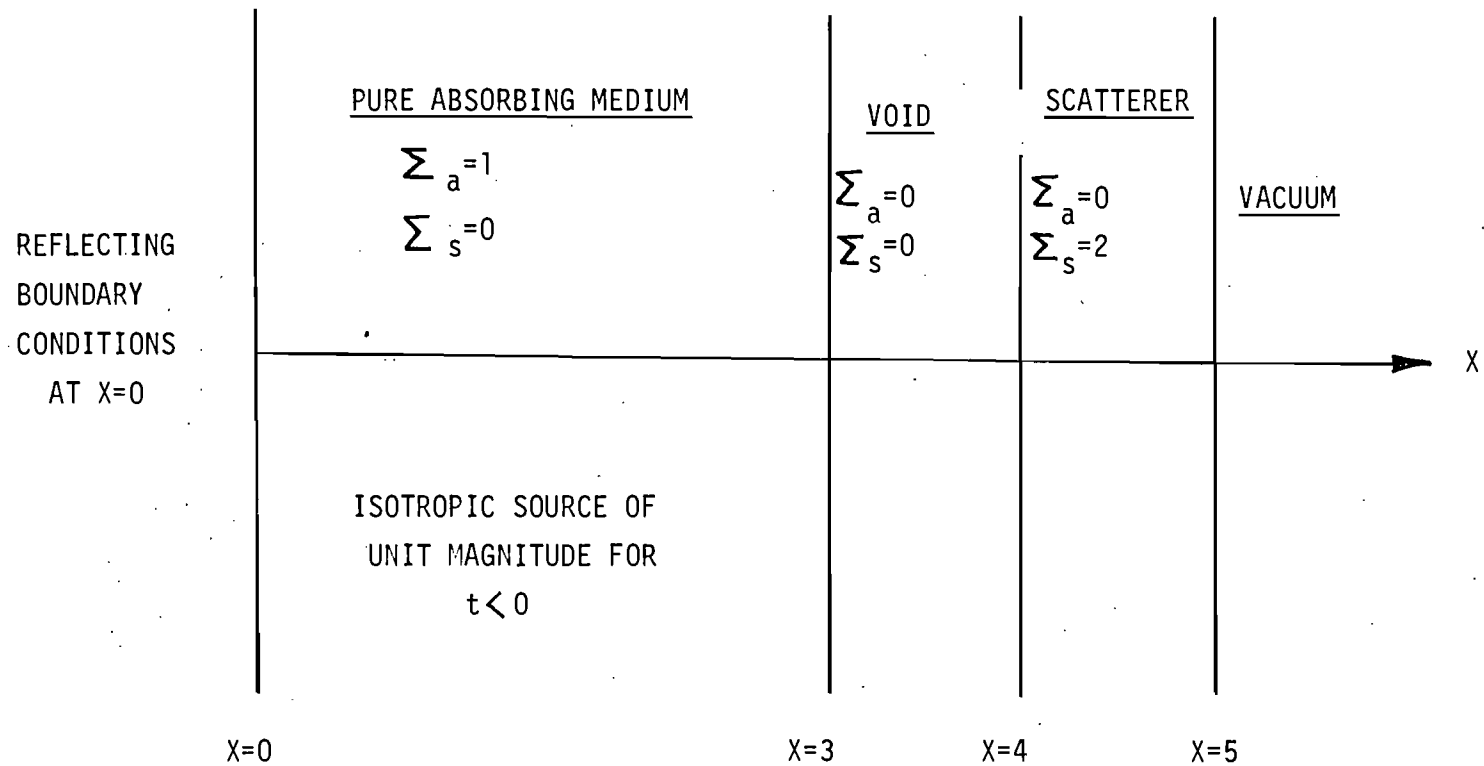 PURE ABSORBING MEDIUM
Σa=1
Σs=0
VOID
Σa=0
Σs=0
SCATTERER
Σa=0
Σs=2
VACUUM
REFLECTING
BOUNDARY
CONDITIONS
AT X=0
X
ISOTROPIC SOURCE OF
UNIT MAGNITUDE FOR
t<0
X=0
X=3
X=4
X=5